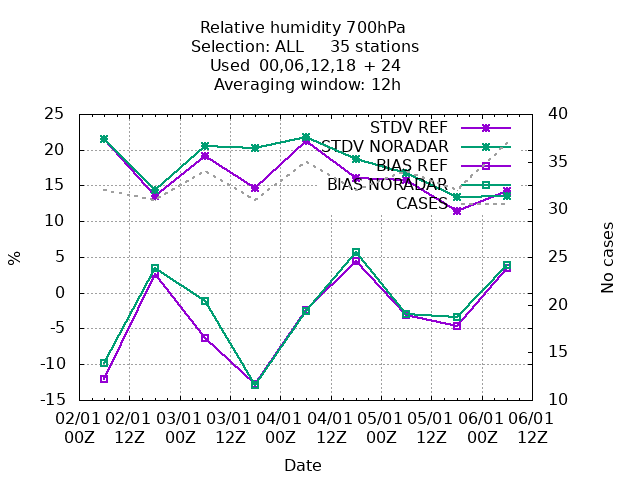 Relative humidity 700hPa
Selection: ALL 35 stations
Used 00,06,12,18 + 24
Averaging window: 12h
25
20
15
10
5
0
-5
-10
-15
%
STDV REF
STDV NORADAR
BIAS REF
BIAS NORADAR
CASES
40
35
30
25
20
15
10
No cases
02/01 02/01 03/01 03/01 04/01 04/01 05/01 05/01 06/01 06/01
00Z 12Z 00Z 12Z 00Z 12Z 00Z 12Z 00Z 12Z
Date